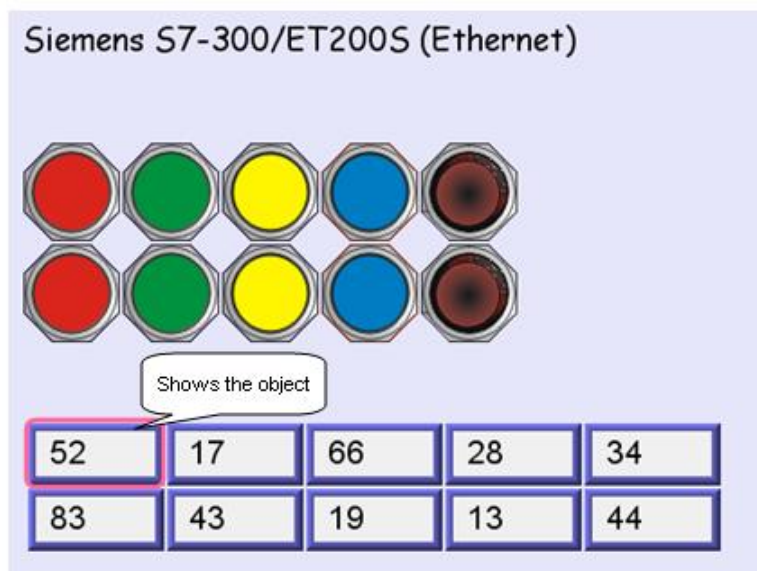 Siemens S7-300/ET200S (Ethernet)
Shows the object
52 17 66 28 34
83 43 19 13 44